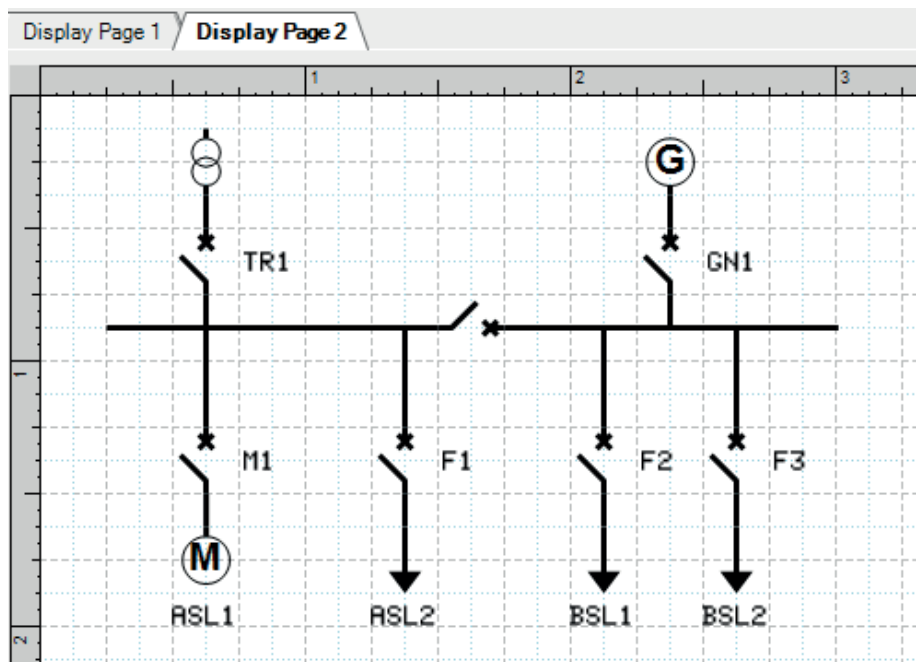 Display Page 1 Display Page 2
1 2 3
G
TR1 GN1
1
M1 F1 F2 F3
M
ASL1 ASL2 BSL1 BSL2
2